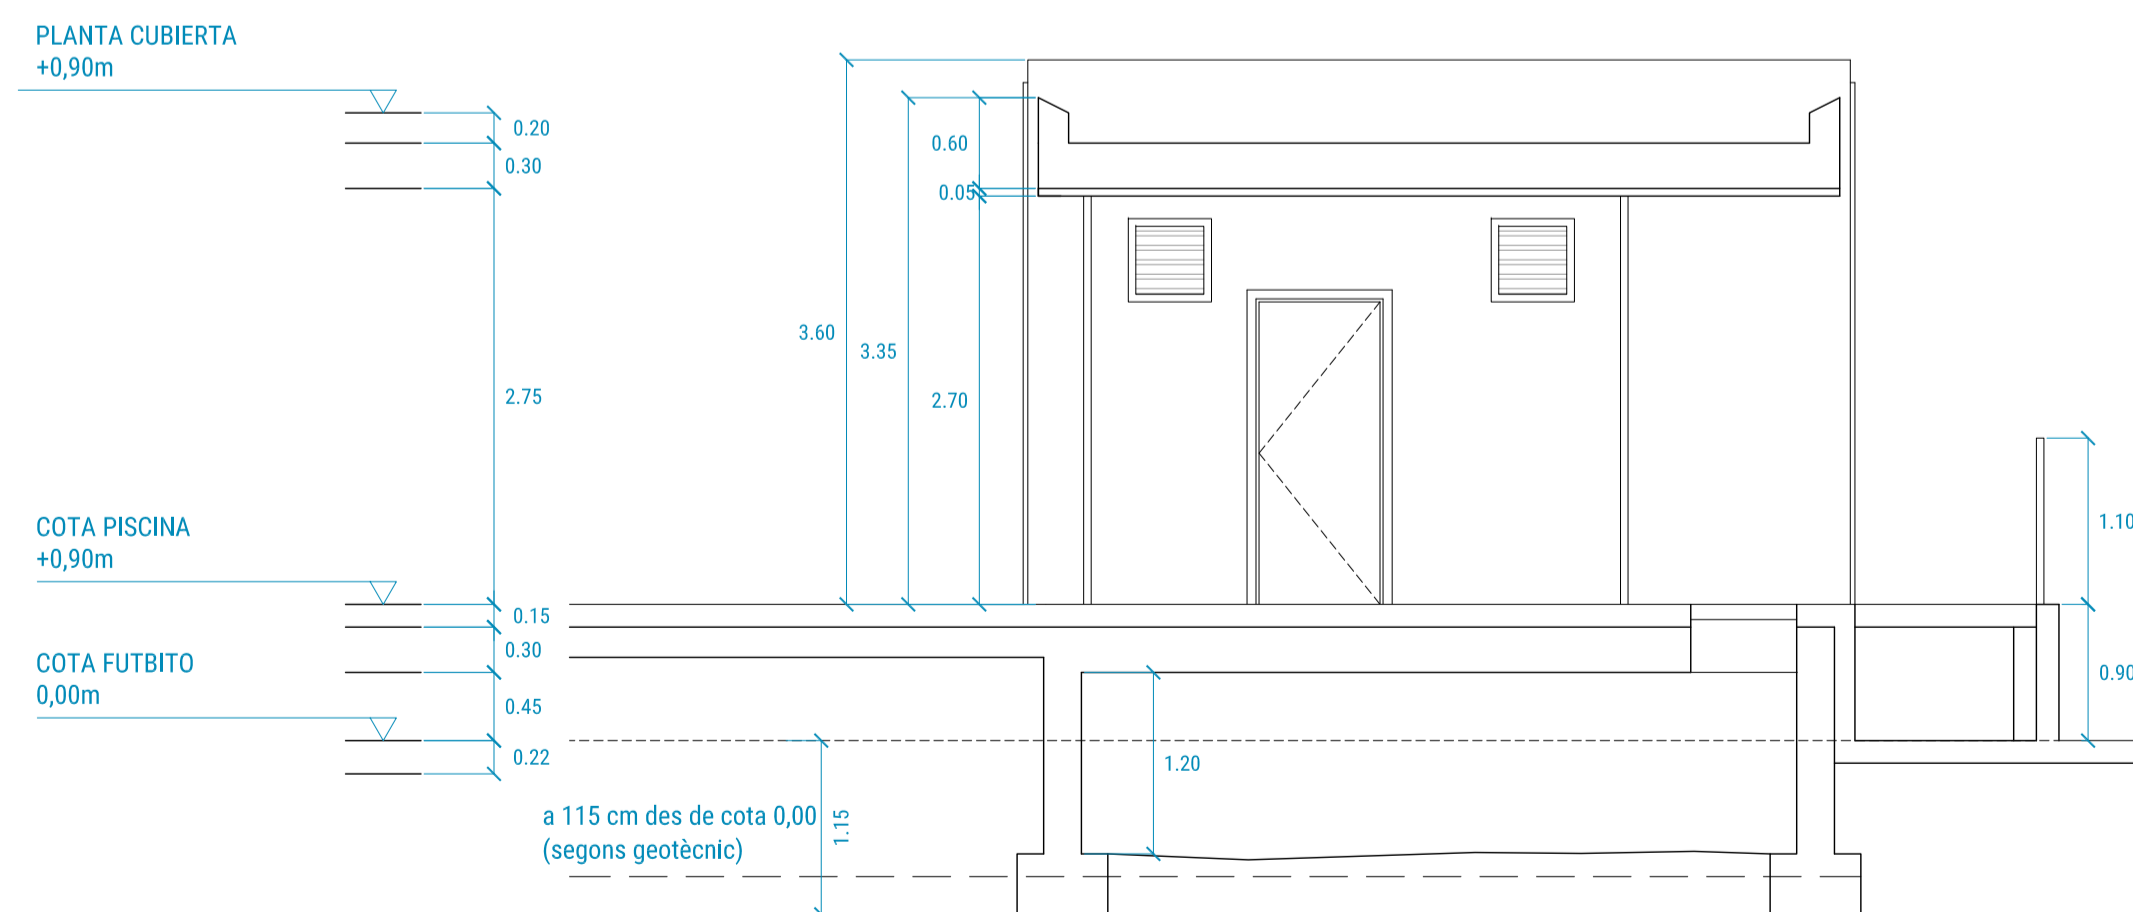 PLANTA CUBIERTA
+0,90m
0.20
0.30
2.75
COTA PISCINA
+0,90m
0.15
0.30
COTA FUTBITO
0,00m
0.45
0.22
a 115 cm des de cota 0,00
(segons geotècnic)
1.15
3.60
3.35
0.60
0.05
2.70
1.20
1.10
0.90